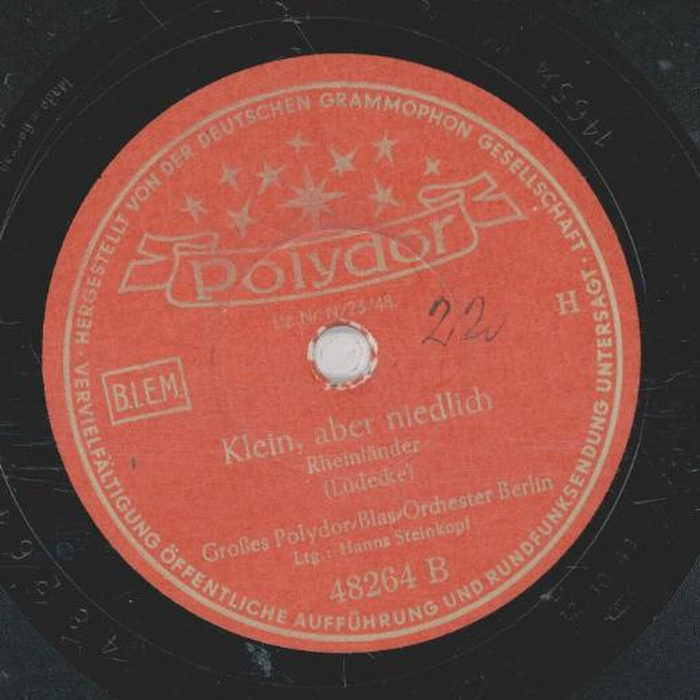 · HERGESTELLT VON DER DEUTSCHEN GRAMMOPHON GESELLSCHAFT ·
VERVIELFÄLTIGUNG ÖFFENTLICHE AUFFÜHRUNG UND RUNDFUNKSENDUNG UNTERSAGT
Polydor
Liz. Nr. N/23/48.
22
H
B.I.E.M.
Klein, aber niedlich
Rheinländer
(Lüdecke)
Großes Polydor-Blas-Orchester Berlin
Ltg.: Hanns Steinkopf
48264 B